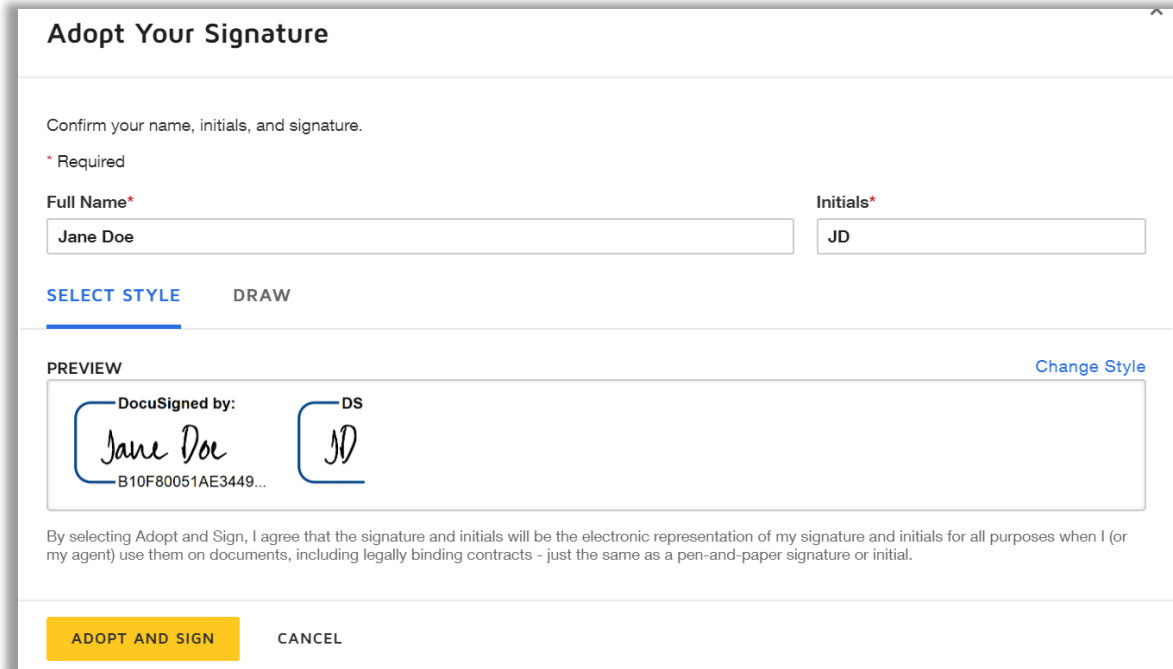 Adopt Your Signature
Confirm your name, initials, and signature.
* Required
Full Name* Initials*
Jane Doe JD
SELECT STYLE DRAW
PREVIEW Change Style
DocuSigned by: DS
Jane Doe JD
B10F80051AE3449...
By selecting Adopt and Sign, I agree that the signature and initials will be the electronic representation of my signature and initials for all purposes when I (or
my agent) use them on documents, including legally binding contracts - just the same as a pen-and-paper signature or initial.
ADOPT AND SIGN CANCEL